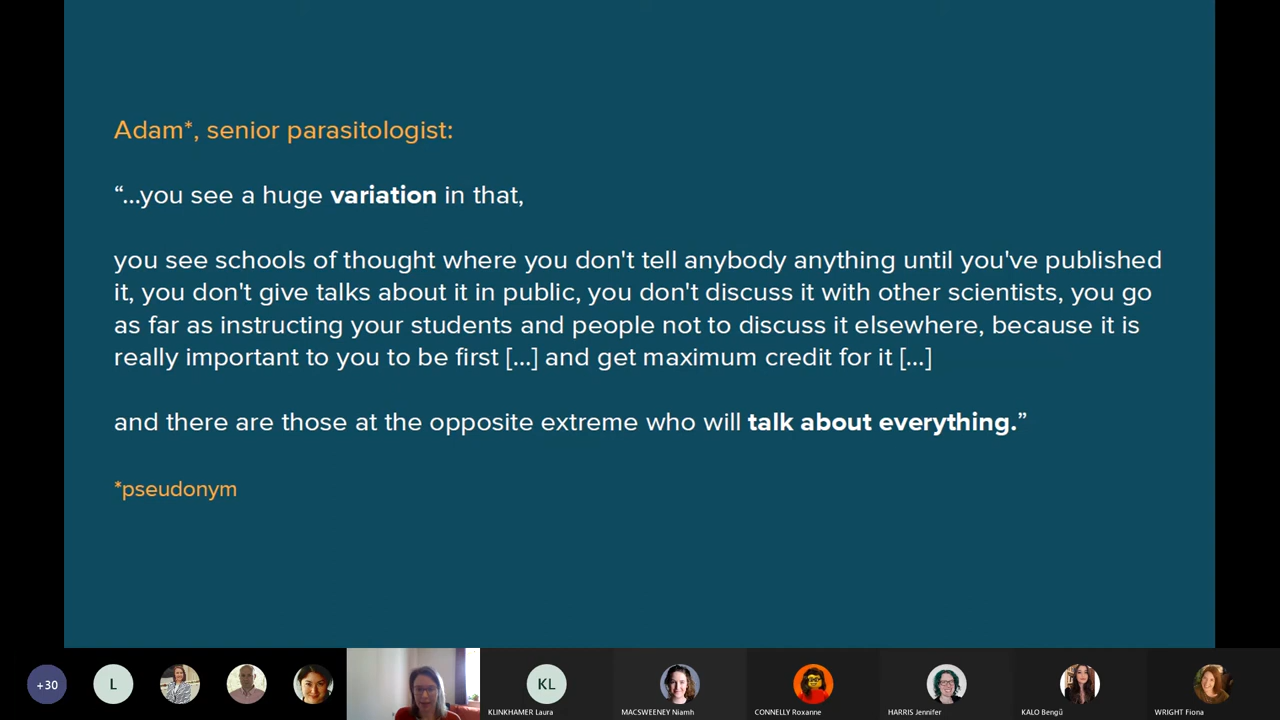 Adam*, senior parasitologist:
“...you see a huge variation in that,
you see schools of thought where you don't tell anybody anything until you've published
it, you don't give talks about it in public, you don't discuss it with other scientists, you go
as far as instructing your students and people not to discuss it elsewhere, because it is
really important to you to be first [...] and get maximum credit for it [...]
and there are those at the opposite extreme who will talk about everything.”
*pseudonym
+30
L
KL
KLINKHAMER Laura
MACSWEENEY Niamh
CONNELLY Roxanne
HARRIS Jennifer
KALO Bengü
WRIGHT Fiona